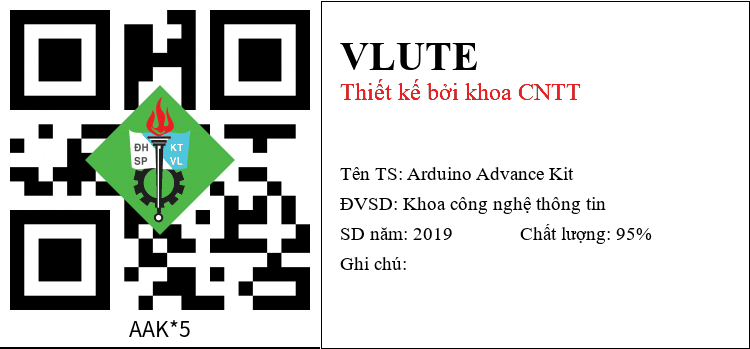 ĐH KT
SP VL
AAK*5
VLUTE
Thiết kế bởi khoa CNTT
Tên TS: Arduino Advance Kit
ĐVSD: Khoa công nghệ thông tin
SD năm: 2019 Chất lượng: 95%
Ghi chú: